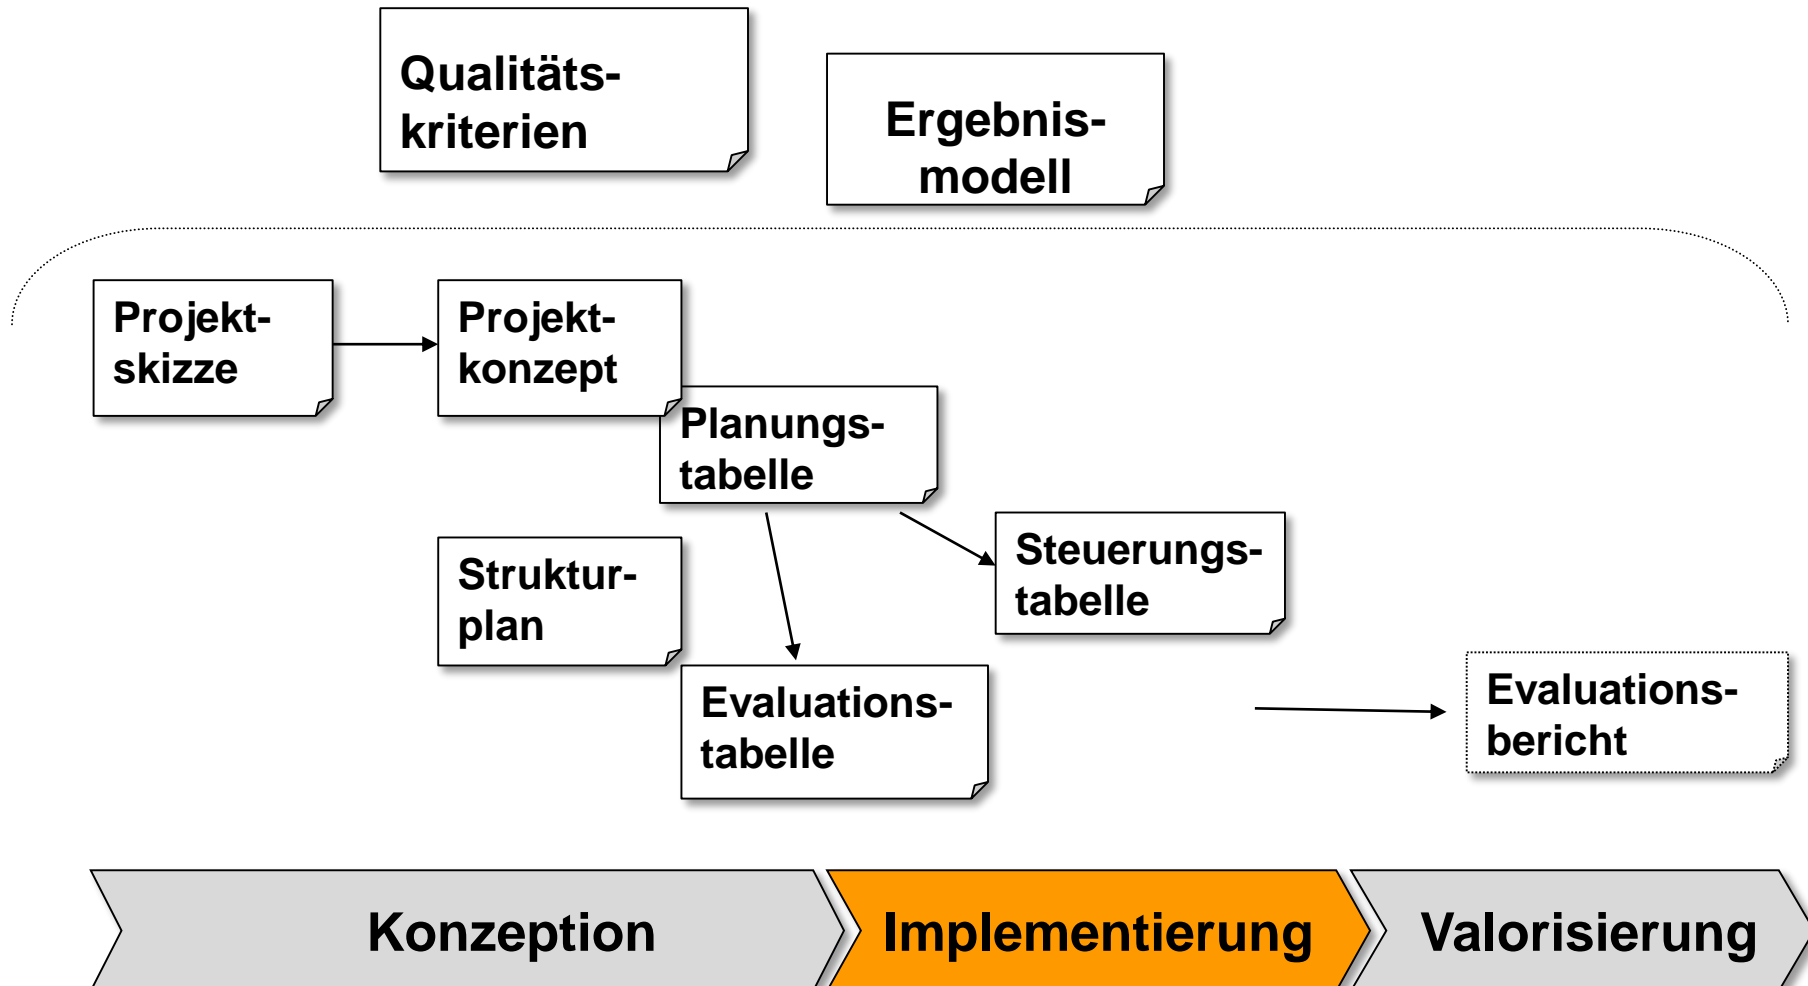 Qualitäts-
kriterien
Ergebnis-
modell
Projekt-
skizze
Projekt-
konzept
Planungs-
tabelle
Struktur-
plan
Steuerungs-
tabelle
Evaluations-
tabelle
Evaluations-
bericht
Konzeption
Implementierung
Valorisierung